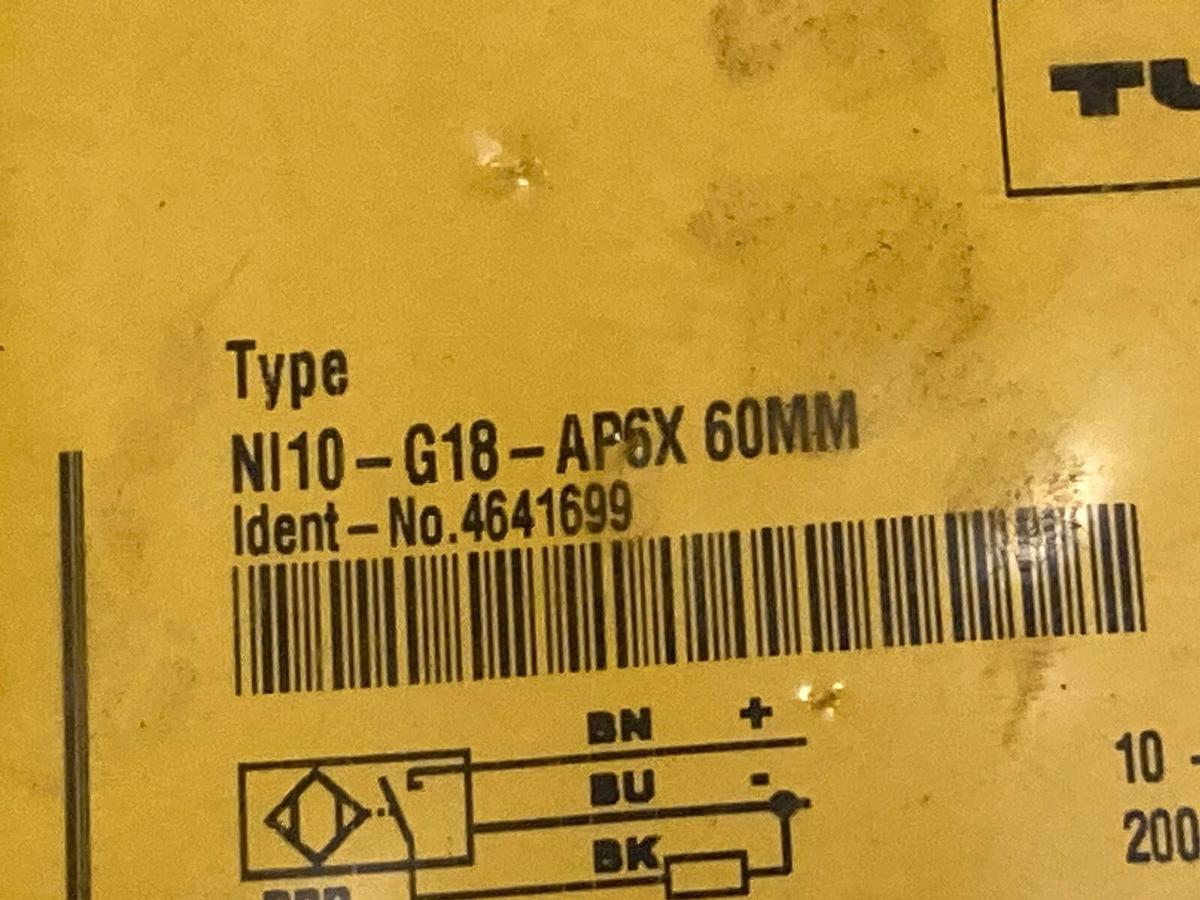 TU
Type
NI10-G18-AP6X 60MM
Ident-No.4641699
BN +
BU -
BK
10 -
200